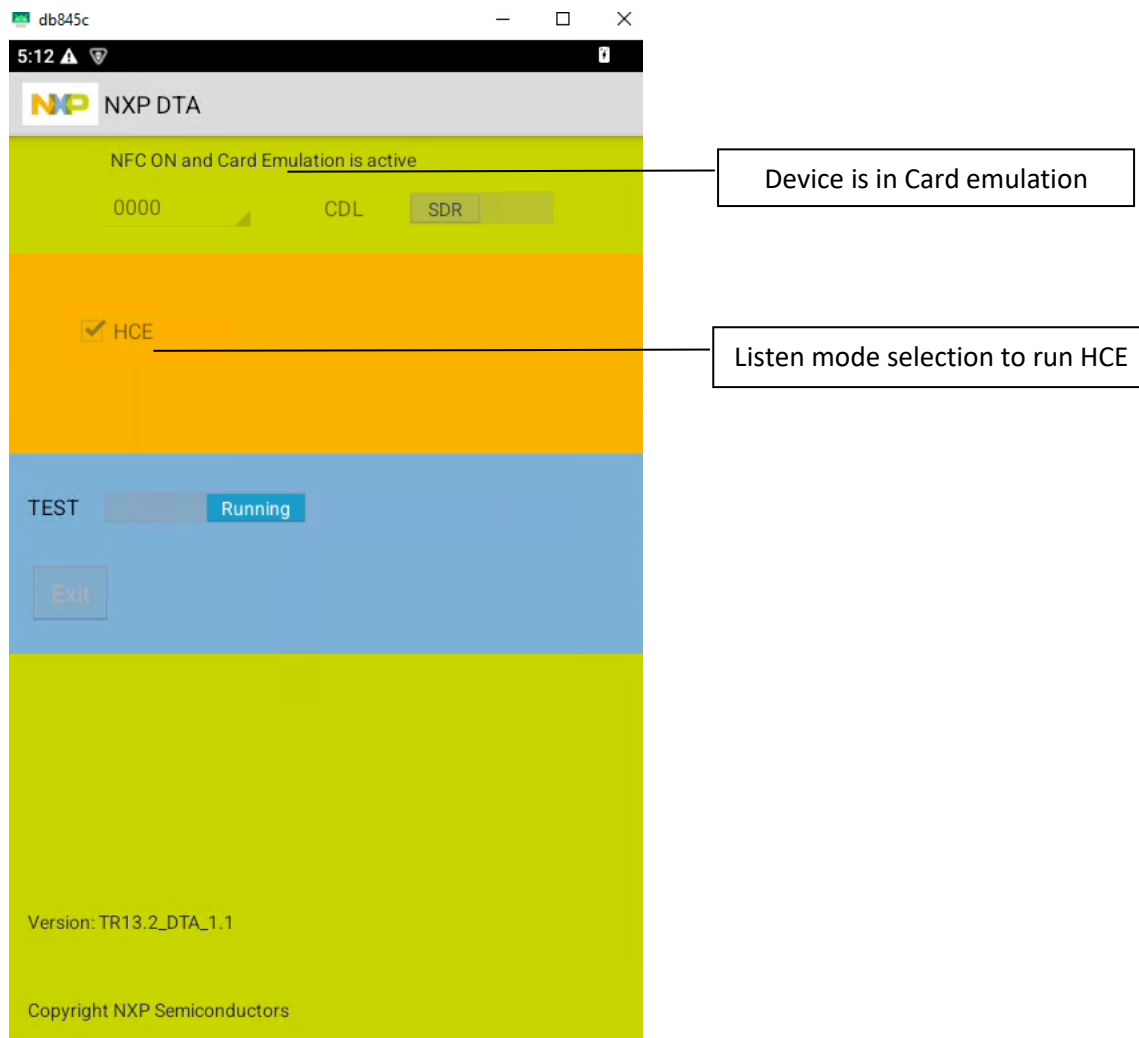 db845c
5:12
NXP NXP DTA
NFC ON and Card Emulation is active
Device is in Card emulation
0000 CDL SDR
HCE
Listen mode selection to run HCE
TEST Running
Exit
Version: TR13.2_DTA_1.1
Copyright NXP Semiconductors